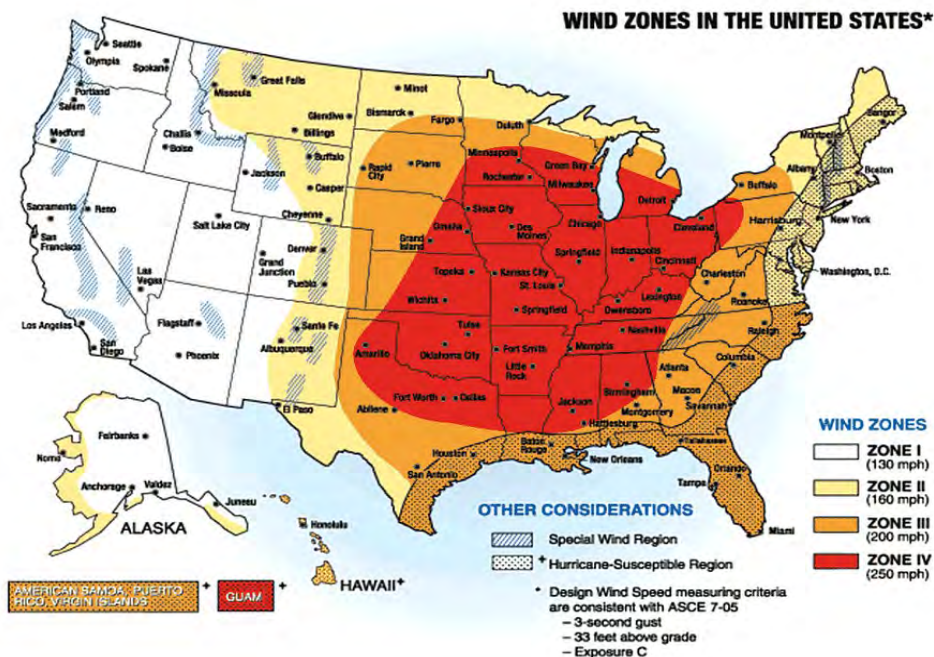 WIND ZONES IN THE UNITED STATES*
Seattle
Olympia
Spokane
Portland
Salem
Medford
Missoula
Great Falls
Minot
Bismarck
Fargo
Duluth
Glendive
Billings
Challis
Boise
Buffalo
Jackson
Casper
Rapid City
Pierre
Minneapolis
Rochester
Green Bay
Milwaukee
Montpelier
Bangor
Albany
Boston
Buffalo
Detroit
Cleveland
Harrisburg
New York
Washington, D.C.
Sacramento
Reno
San Francisco
Salt Lake City
Cheyenne
Sioux City
Omaha
Des Moines
Chicago
Grand Island
Denver
Grand Junction
Pueblo
Las Vegas
Topeka
Kansas City
Springfield
Indianapolis
Cincinnati
St. Louis
Charleston
Roanoke
Lexington
Owensboro
Wichita
Springfield
Nashville
Raleigh
Los Angeles
San Diego
Flagstaff
Phoenix
Santa Fe
Albuquerque
Amarillo
Tulsa
Oklahoma City
Fort Smith
Memphis
Little Rock
Columbia
Atlanta
Macon
Birmingham
Savannah
Montgomery
El Paso
Abilene
Fort Worth
Dallas
Jackson
Hattiesburg
Tallahassee
Houston
Baton Rouge
New Orleans
San Antonio
Orlando
Tampa
Miami
Fairbanks
Nome
Anchorage
Valdez
Juneau
ALASKA
Honolulu
HAWAII+
AMERICAN SAMOA, PUERTO
RICO, VIRGIN ISLANDS
+
GUAM
+
OTHER CONSIDERATIONS
Special Wind Region
+ Hurricane-Susceptible Region
* Design Wind Speed measuring criteria
are consistent with ASCE 7-05
– 3-second gust
– 33 feet above grade
– Exposure C
WIND ZONES
ZONE I
(130 mph)
ZONE II
(160 mph)
ZONE III
(200 mph)
ZONE IV
(250 mph)